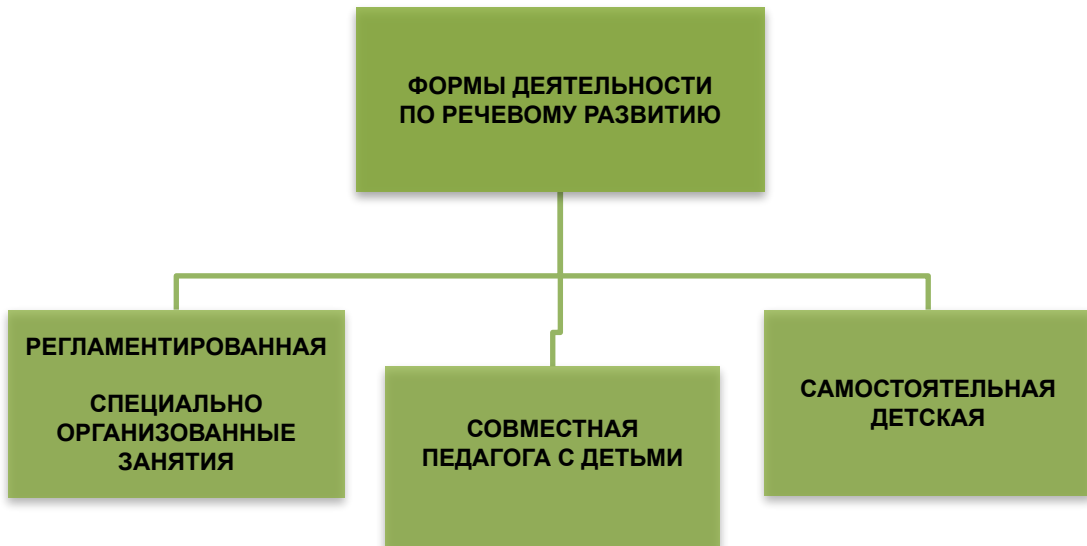 ФОРМЫ ДЕЯТЕЛЬНОСТИ
ПО РЕЧЕВОМУ РАЗВИТИЮ
РЕГЛАМЕНТИРОВАННАЯ
СПЕЦИАЛЬНО
ОРГАНИЗОВАННЫЕ
ЗАНЯТИЯ
СОВМЕСТНАЯ
ПЕДАГОГА С ДЕТЬМИ
САМОСТОЯТЕЛЬНАЯ
ДЕТСКАЯ